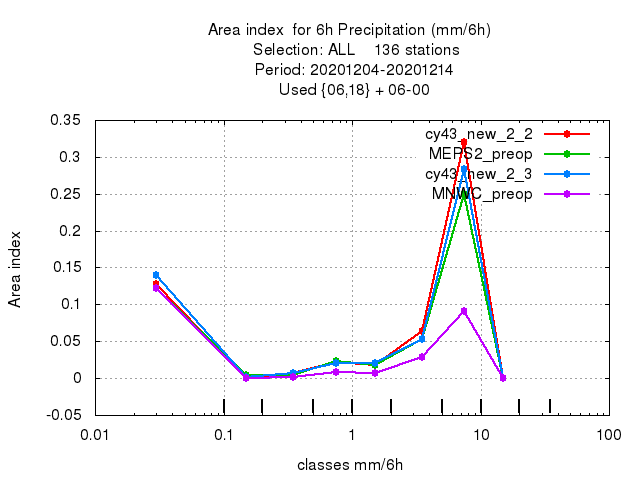 Area index  for 6h Precipitation (mm/6h)
Selection: ALL    136 stations
Period: 20201204-20201214
Used {06,18} + 06-00
cy43_new_2_2
MEPS2_preop
cy43_new_2_3
MNWC_preop
0.35
0.3
0.25
0.2
0.15
0.1
0.05
0
-0.05
Area index
0.01 0.1 1 10 100
classes mm/6h